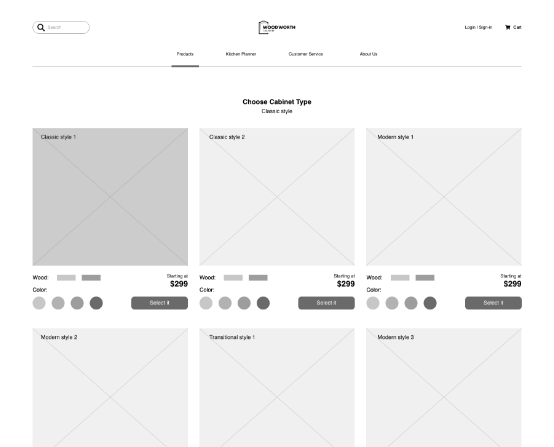 Search
WOODWORTH
Login / Sign-in
Cart
Products
Kitchen Planner
Customer Service
About Us
Choose Cabinet Type
Classic style
Classic style 1
Classic style 2
Modern style 1
Wood:
Starting at
$299
Color:
Select it
Wood:
Starting at
$299
Color:
Select it
Wood:
Starting at
$299
Color:
Select it
Modern style 2
Transitional style 1
Modern style 3